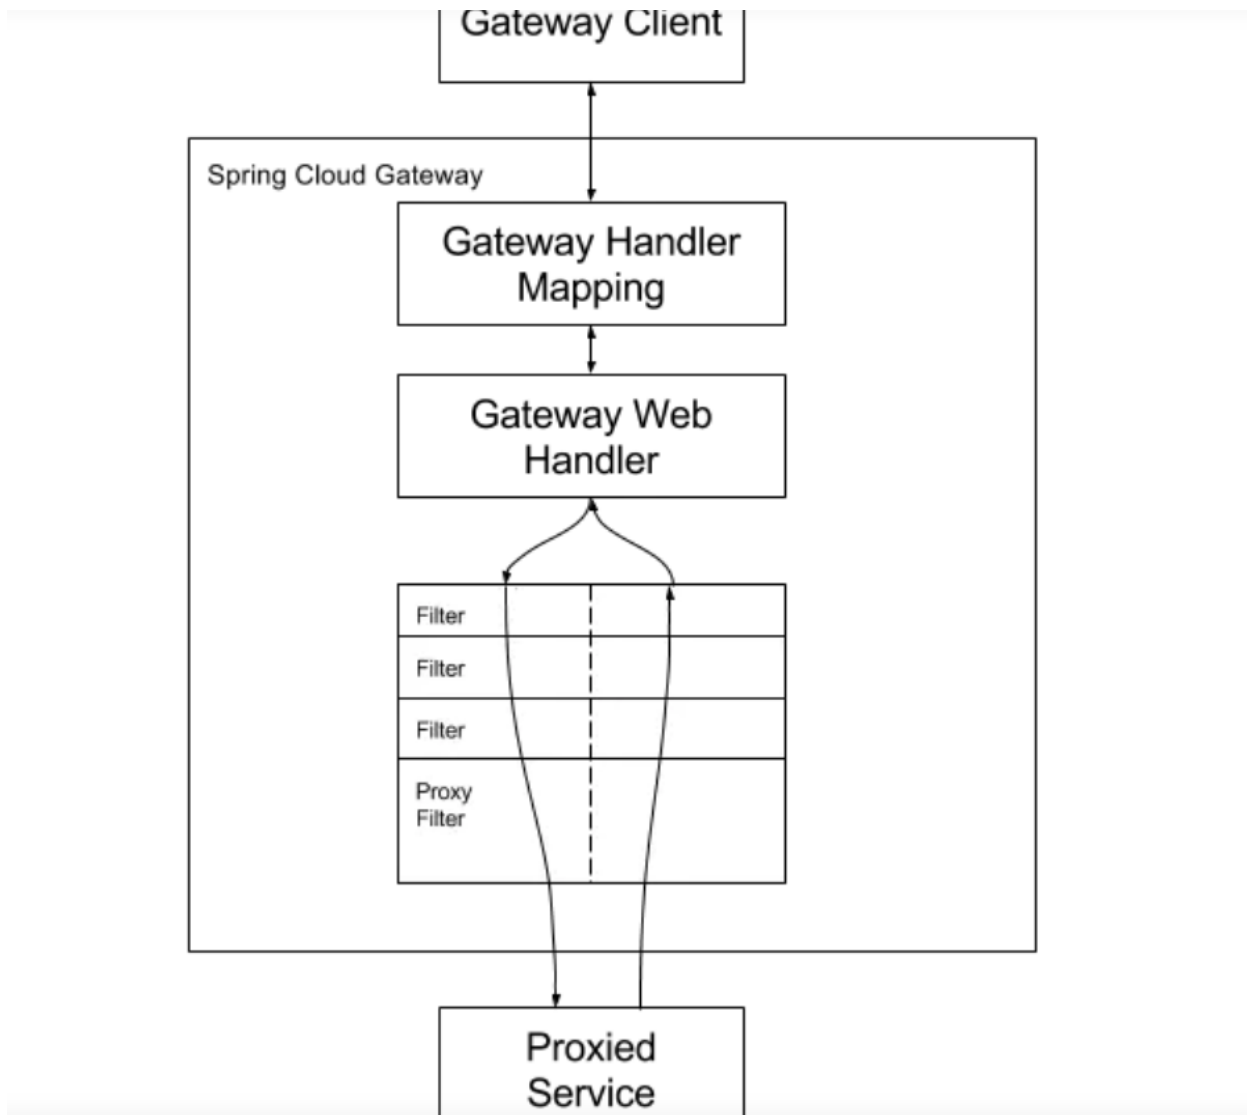 Gateway Client
Spring Cloud Gateway
Gateway Handler
Mapping
Gateway Web
Handler
Filter
Filter
Filter
Proxy
Filter
Proxied
Service